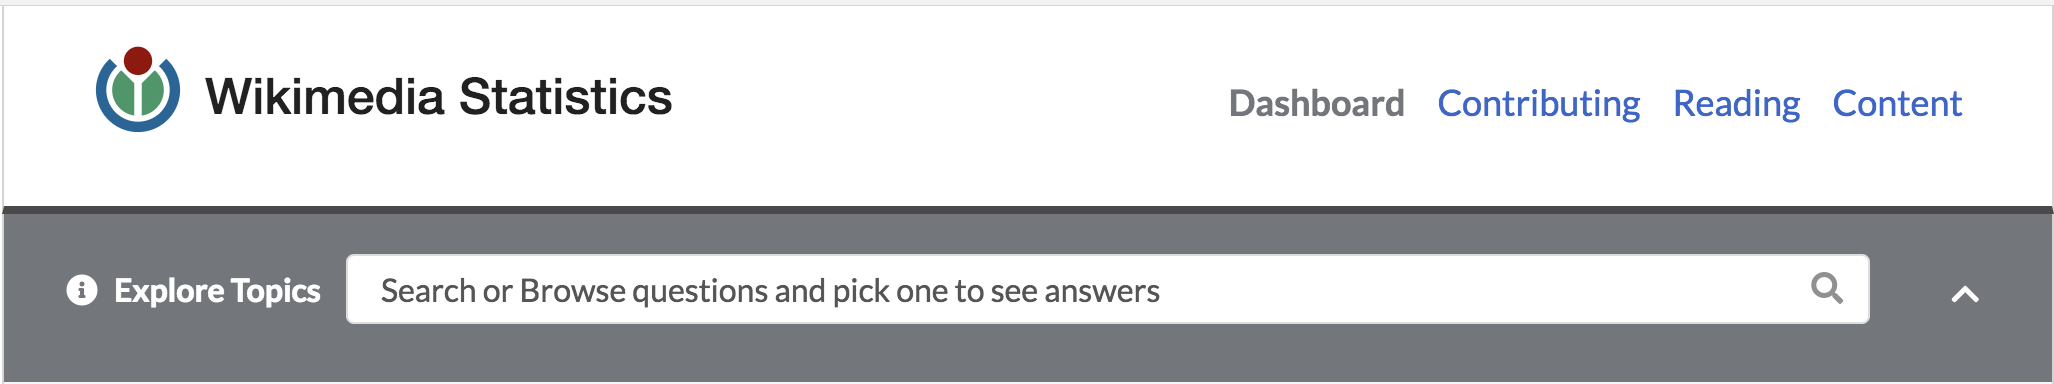 Wikimedia Statistics
Dashboard Contributing Reading Content
Explore Topics
Search or Browse questions and pick one to see answers